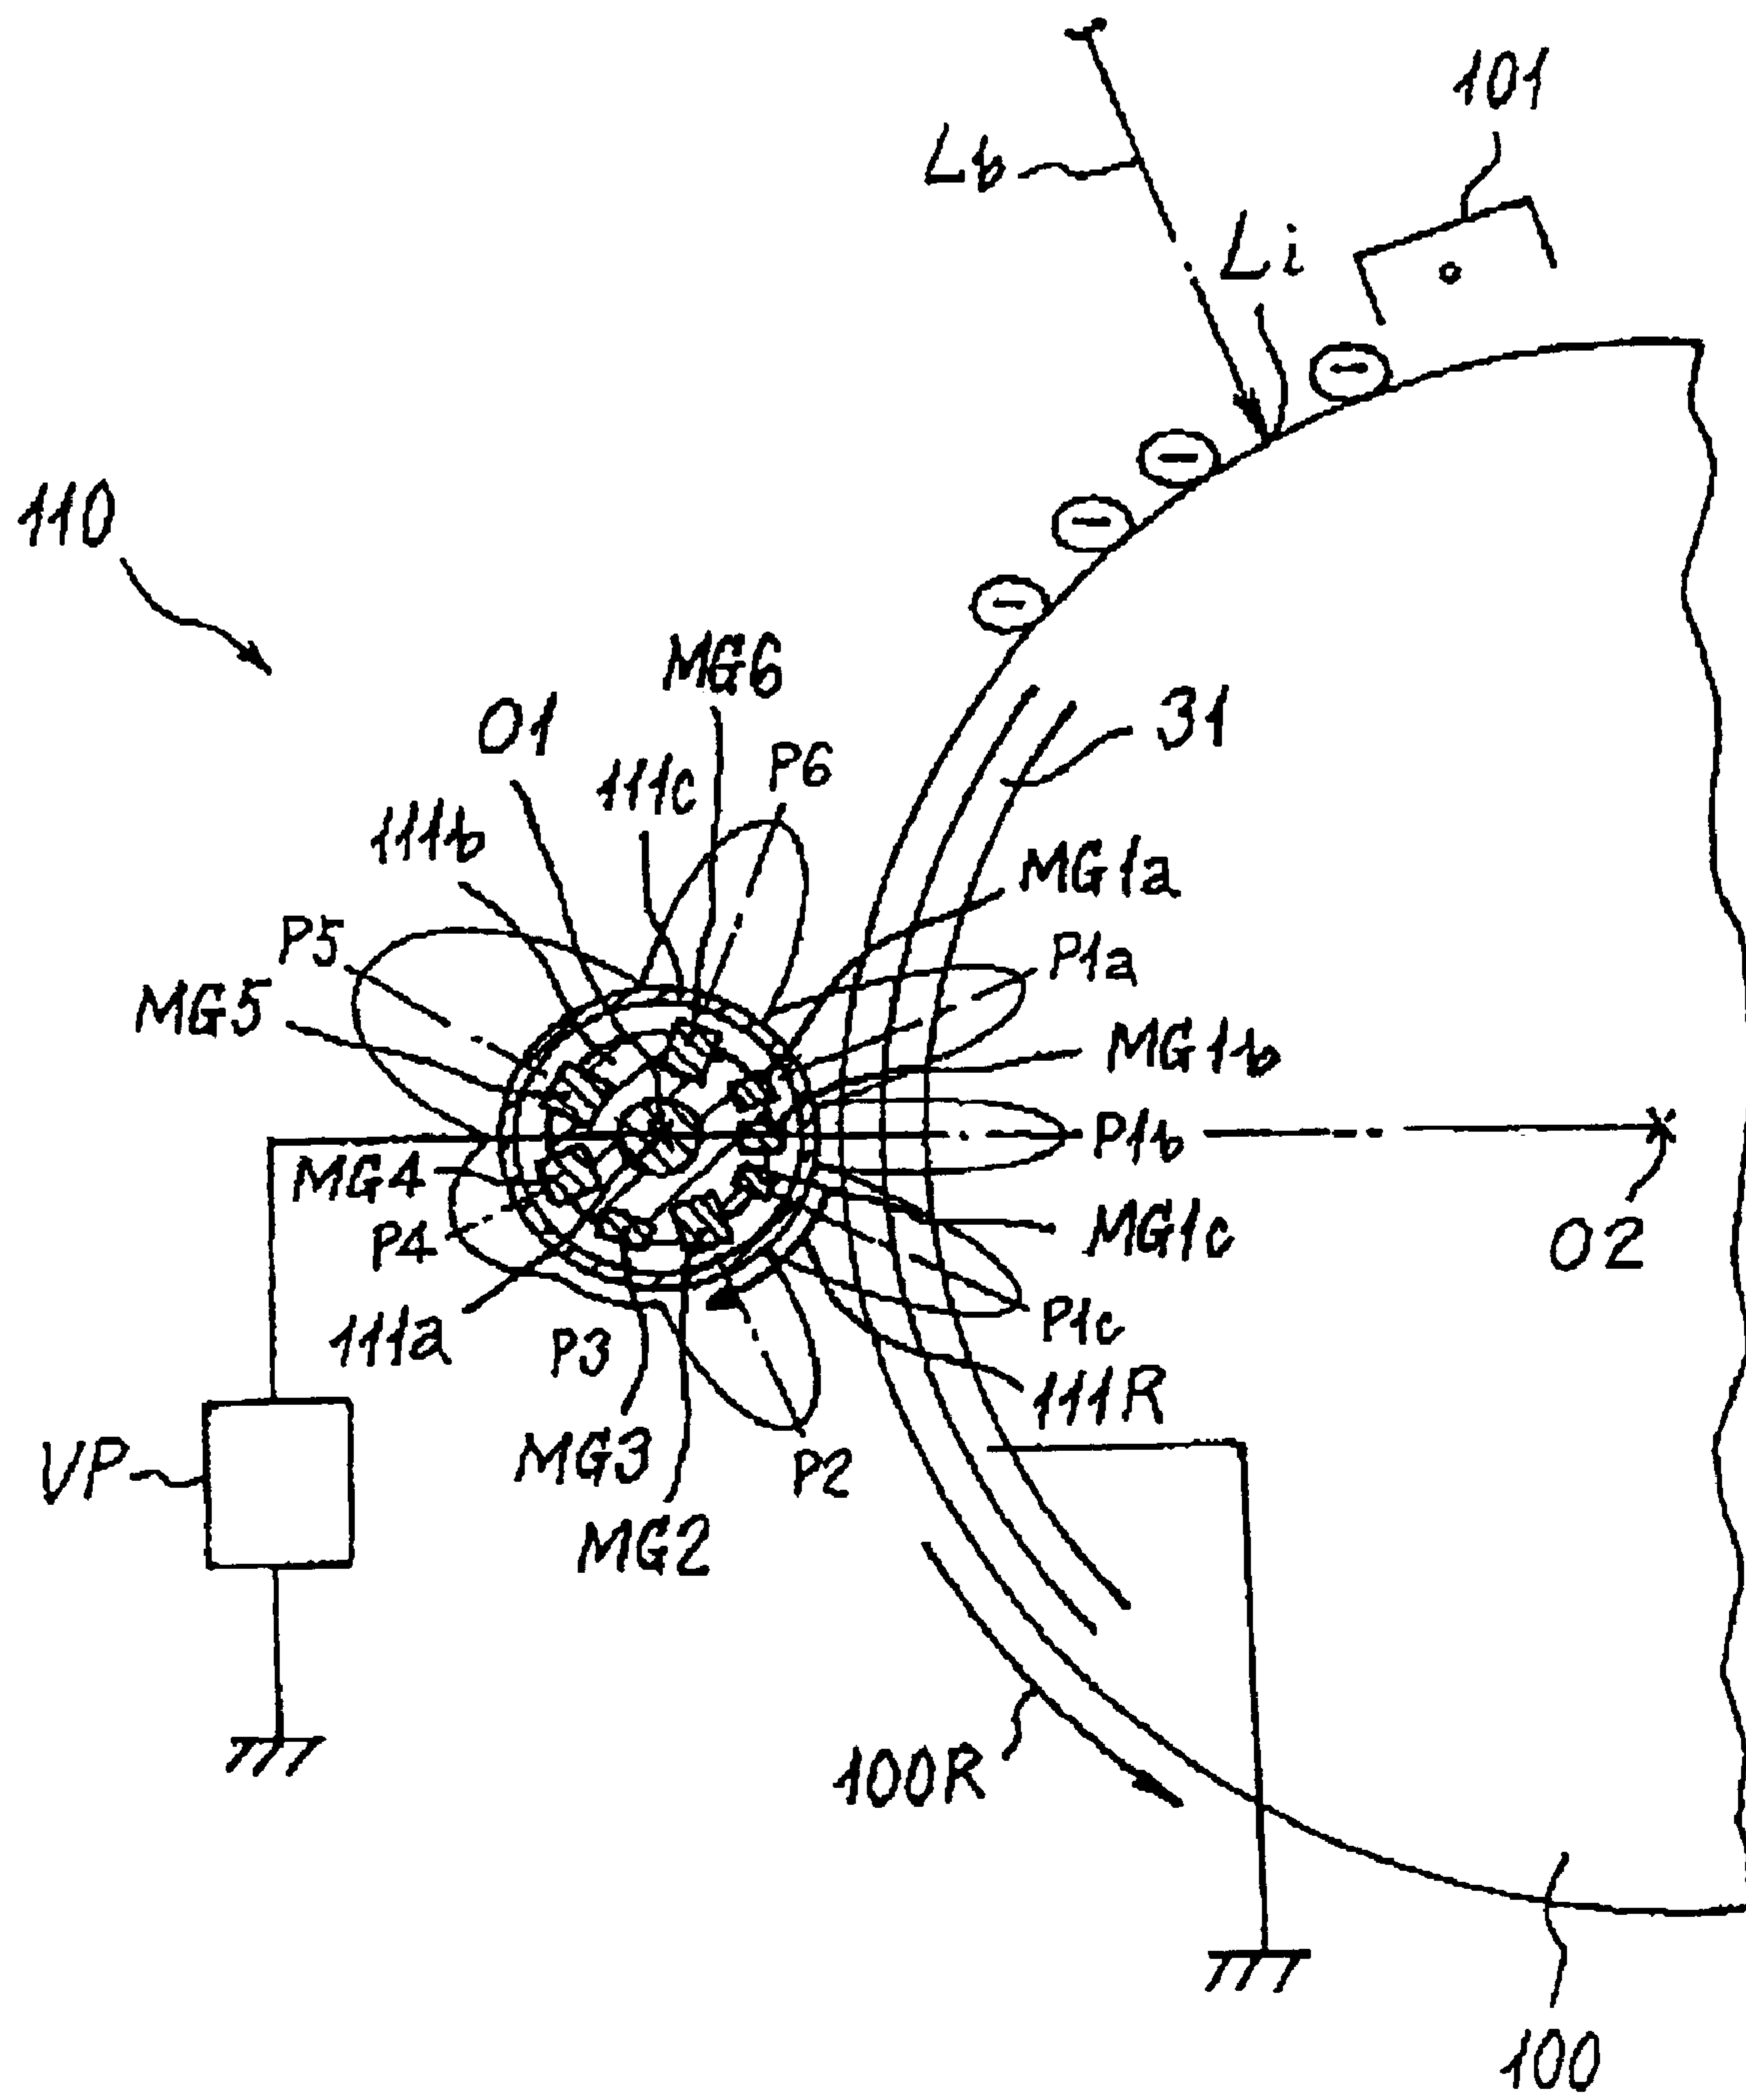 101
Lb
Li
110
MG6
31
O1
P6
111c
111b
MG1a
P5
P1a
MG5
MG1b
P1b
MG4
MG1c
P4
O2
P1c
111a
P3
111R
MG3
P2
VP
MG2
100R
100